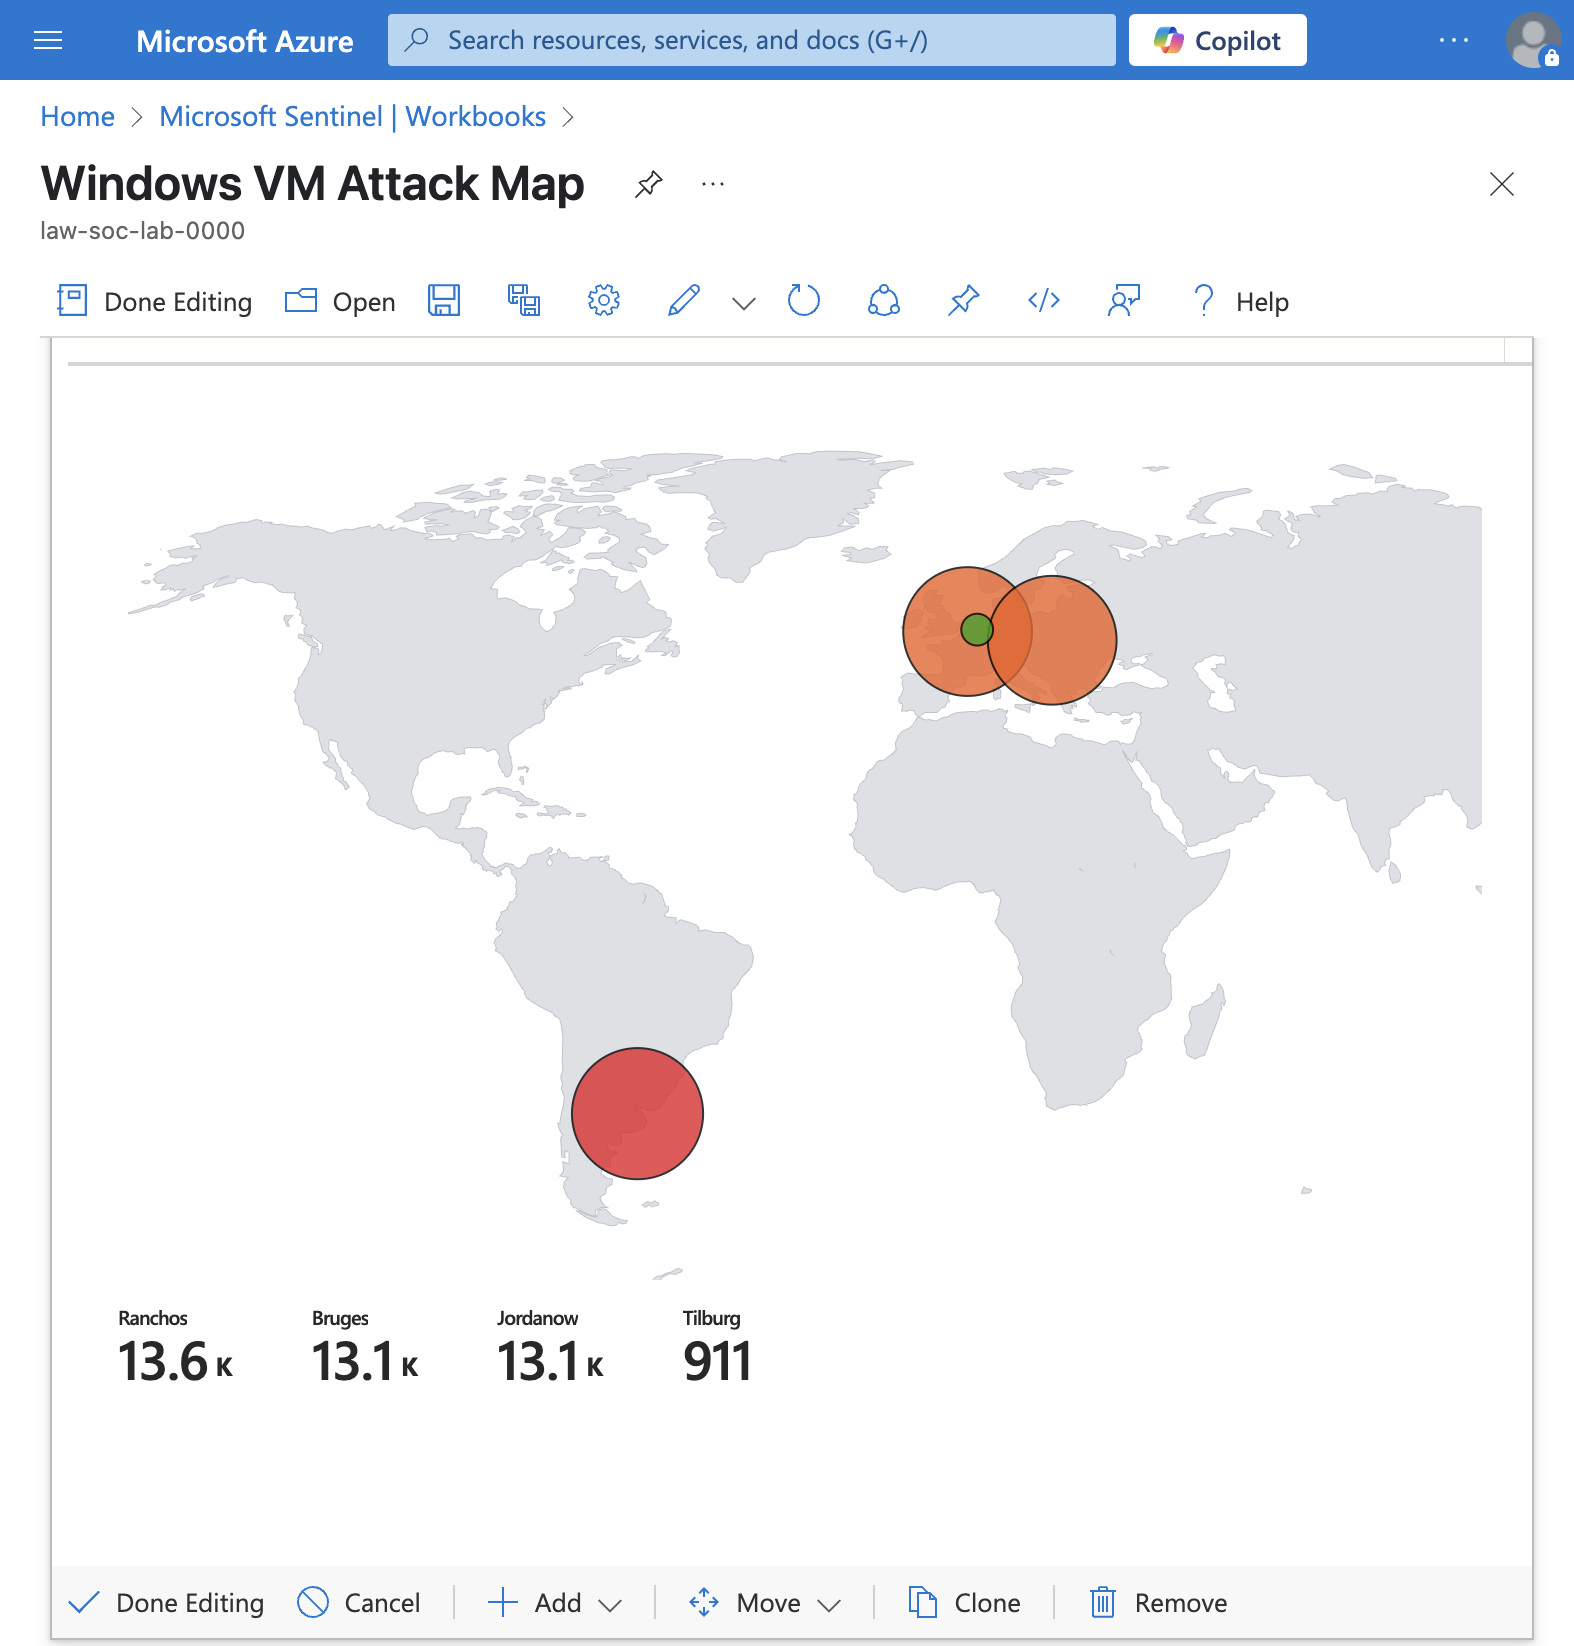 Microsoft Azure
Search resources, services, and docs (G+/)
Copilot
Home > Microsoft Sentinel | Workbooks >
Windows VM Attack Map
law-soc-lab-0000
Done Editing
Open
Help
Ranchos
13.6 K
Bruges
13.1 K
Jordanow
13.1 K
Tilburg
911
Done Editing
Cancel
Add
Move
Clone
Remove